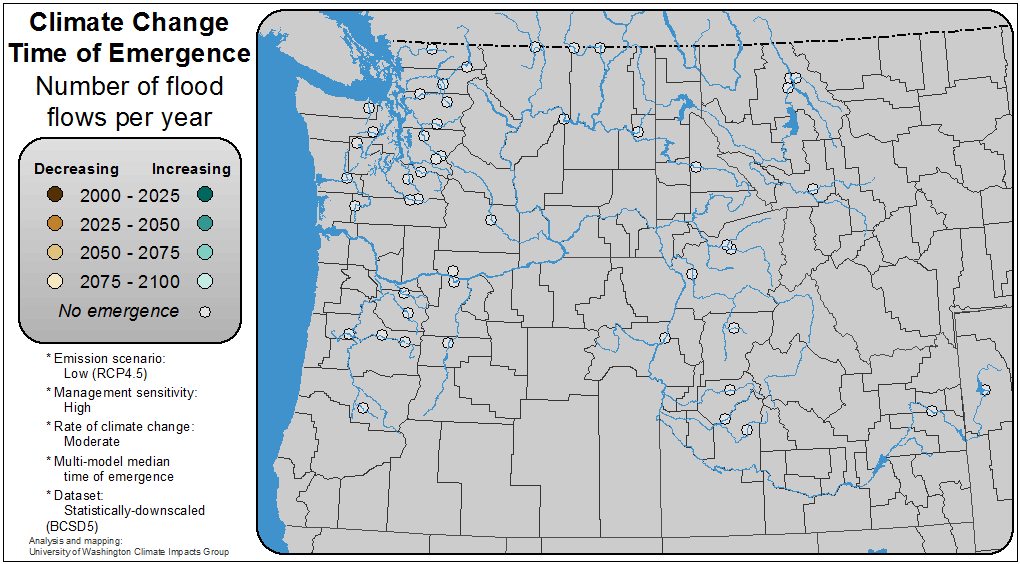 Climate Change
Time of Emergence
Number of flood
flows per year
Decreasing Increasing
2000 - 2025
2025 - 2050
2050 - 2075
2075 - 2100
No emergence
* Emission scenario:
Low (RCP4.5)
* Management sensitivity:
High
* Rate of climate change:
Moderate
* Multi-model median
time of emergence
* Dataset:
Statistically-downscaled
(BCSD5)
Analysis and mapping:
University of Washington Climate Impacts Group